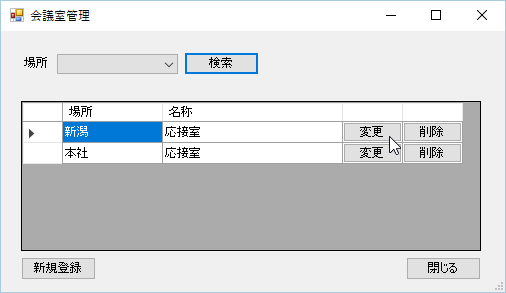 会議室管理
場所 検索
場所 名称
新潟 応接室 変更 削除
本社 応接室 変更 削除
新規登録 閉じる